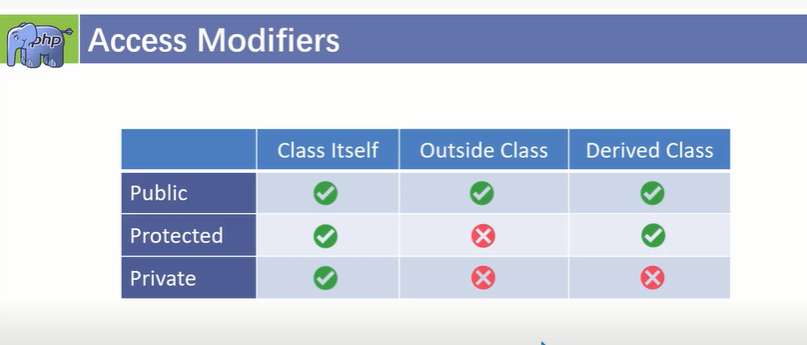 php
Access Modifiers
Class Itself Outside Class Derived Class
Public
Protected
Private